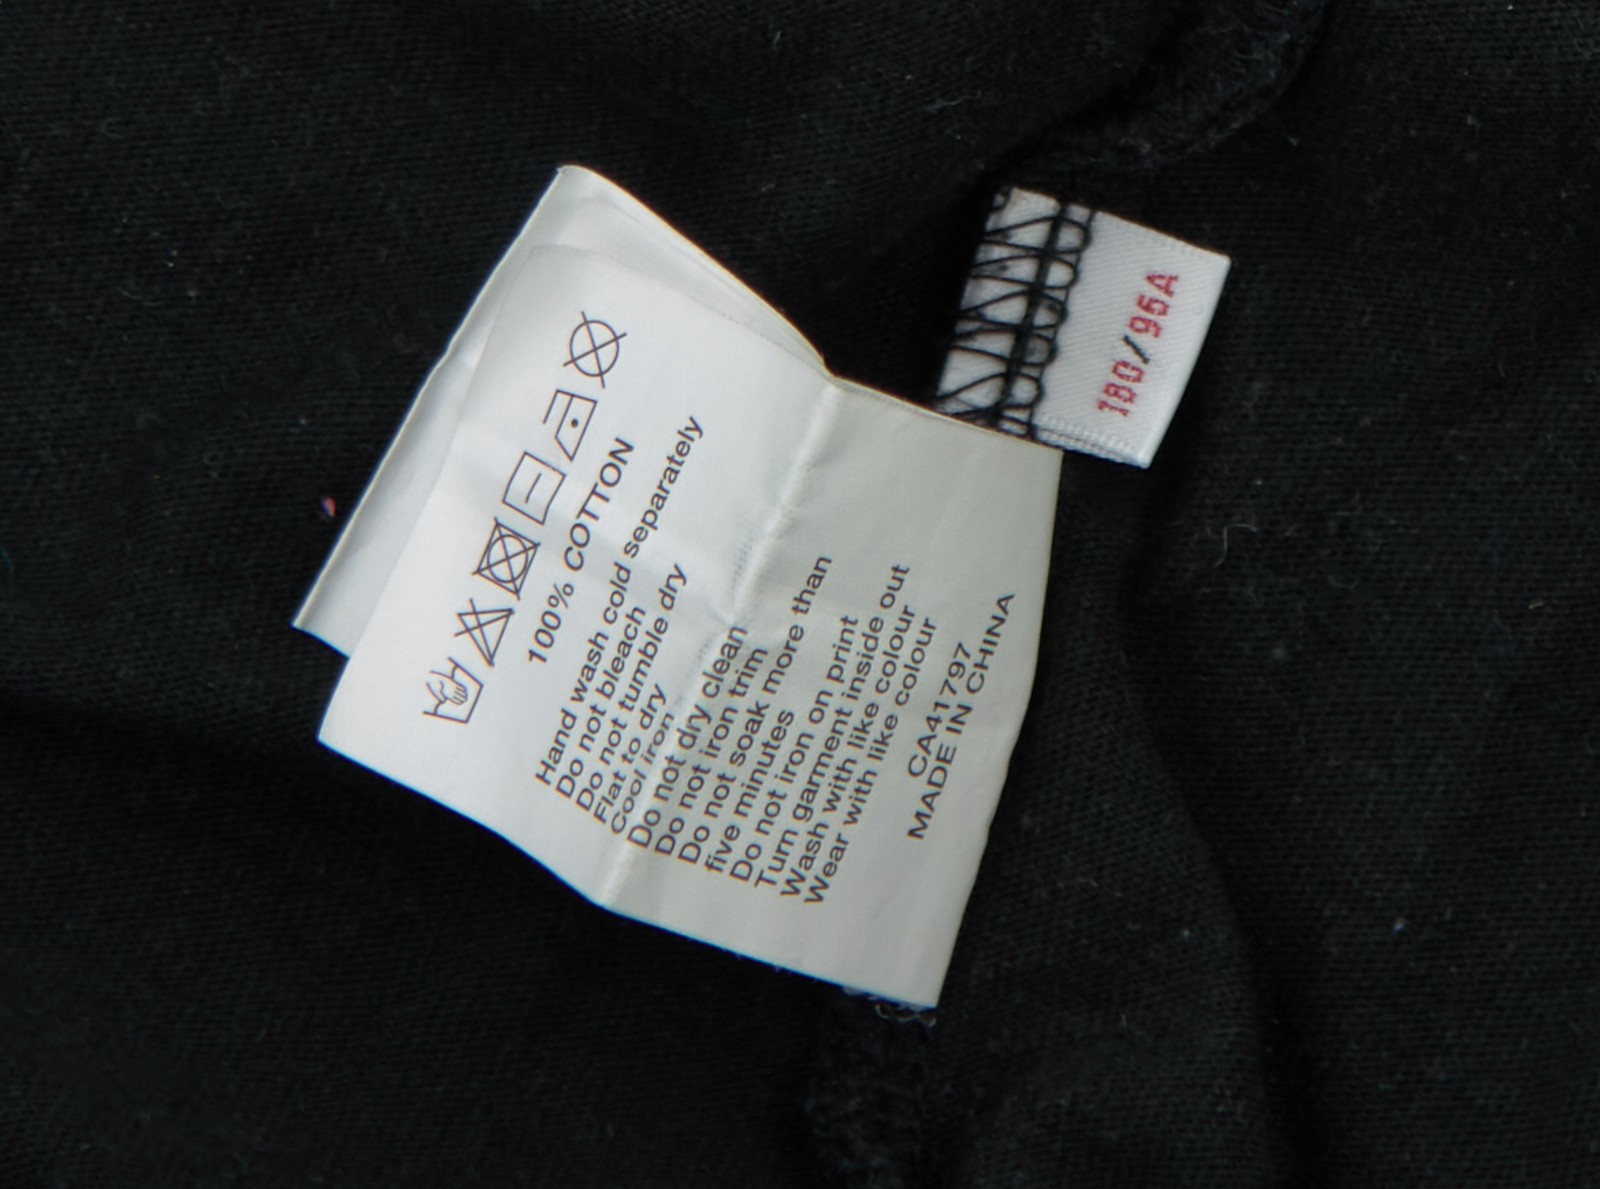 100% COTTON
Hand wash cold separately
Do not bleach
Do not tumble dry
Flat to dry
Cool iron
Do not dry clean
Do not iron trim
Do not soak more than
five minutes
Do not iron on print
Turn garment inside out
Wash with like colour
Wear with like colour
CA41797
MADE IN CHINA
180/95A